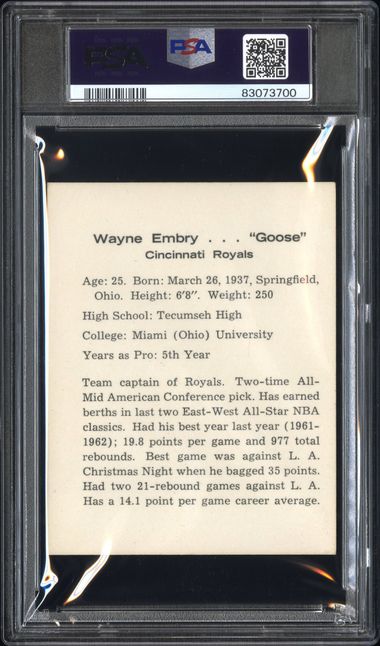 PSA PSA
83073700
Wayne Embry . . . "Goose"
Cincinnati Royals
Age: 25. Born: March 26, 1937, Springfield,
Ohio. Height: 6'8". Weight: 250
High School: Tecumseh High
College: Miami (Ohio) University
Years as Pro: 5th Year
Team captain of Royals. Two-time All-
Mid American Conference pick. Has earned
berths in last two East-West All-Star NBA
classics. Had his best year last year (1961-
1962); 19.8 points per game and 977 total
rebounds. Best game was against L. A.
Christmas Night when he bagged 35 points.
Had two 21-rebound games against L. A.
Has a 14.1 point per game career average.